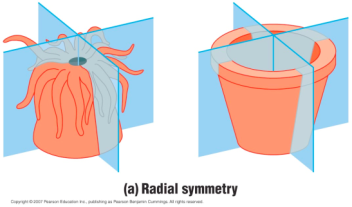 (a) Radial symmetry
Copyright © 2007 Pearson Education Inc., publishing as Pearson Benjamin Cummings. All rights reserved.